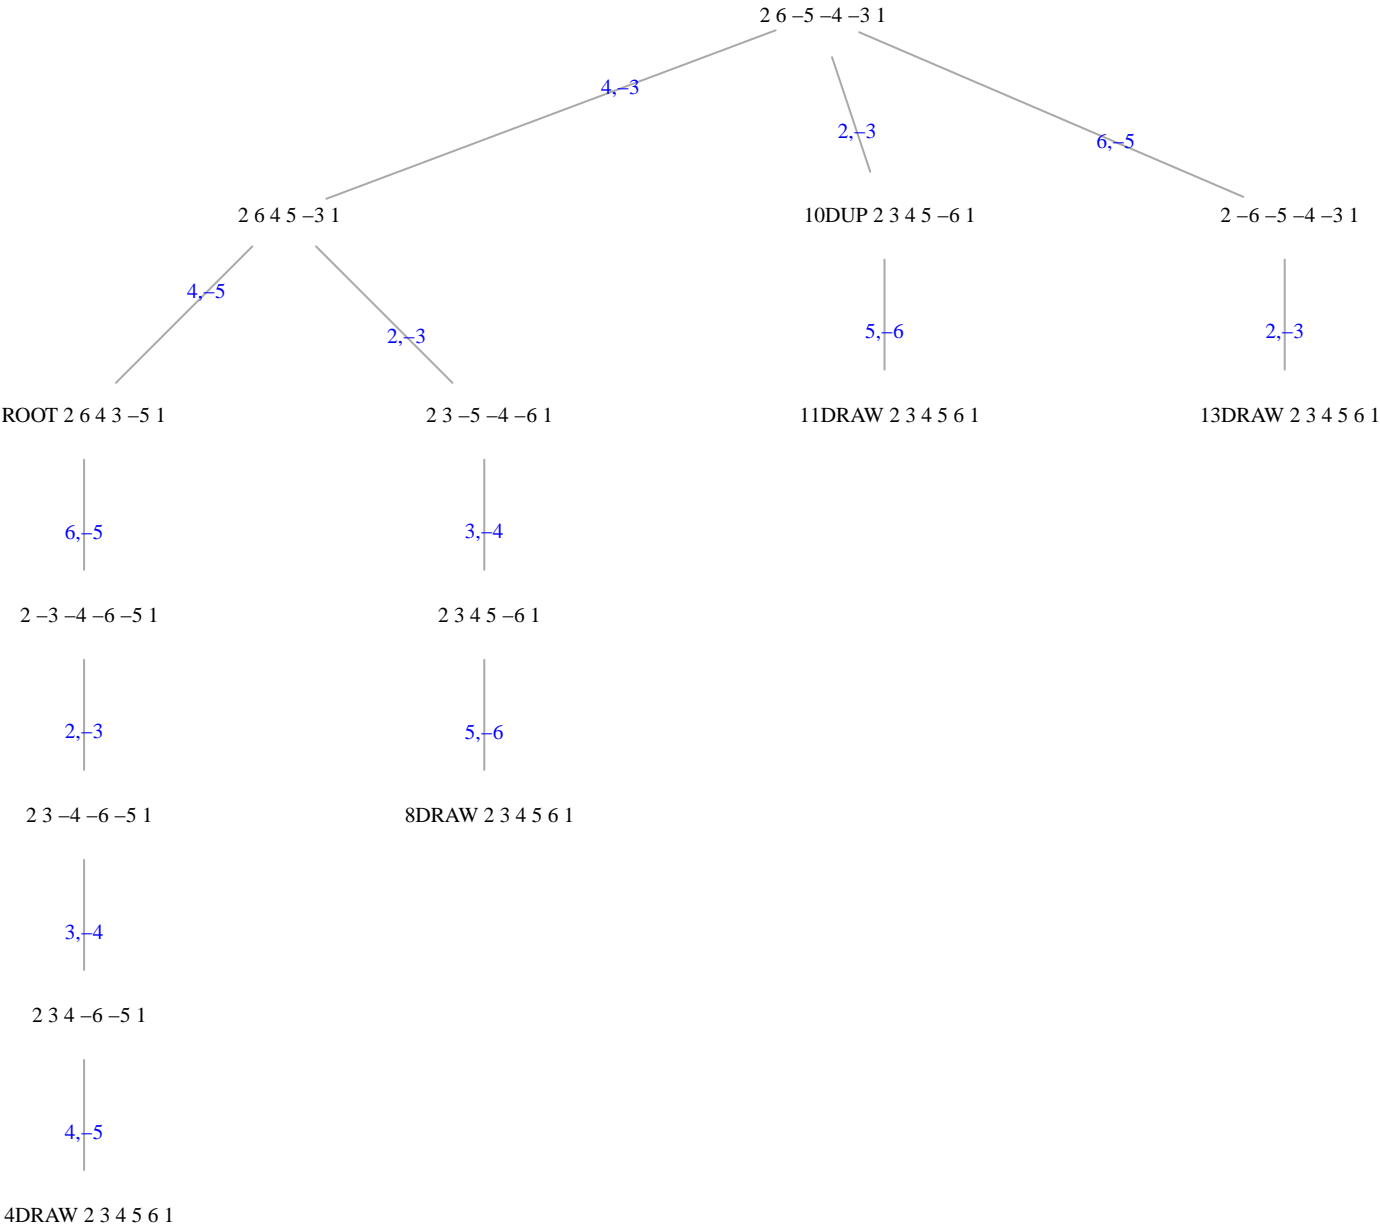 2 6 –5 –4 –3 1
4,–3
2,–3
6,–5
2 6 4 5 –3 1
10DUP 2 3 4 5 –6 1
2 –6 –5 –4 –3 1
4,–5
2,–3
5,–6
2,–3
ROOT 2 6 4 3 –5 1
2 3 –5 –4 –6 1
11DRAW 2 3 4 5 6 1
13DRAW 2 3 4 5 6 1
6,–5
3,–4
2 –3 –4 –6 –5 1
2 3 4 5 –6 1
2,–3
5,–6
2 3 –4 –6 –5 1
8DRAW 2 3 4 5 6 1
3,–4
2 3 4 –6 –5 1
4,–5
4DRAW 2 3 4 5 6 1